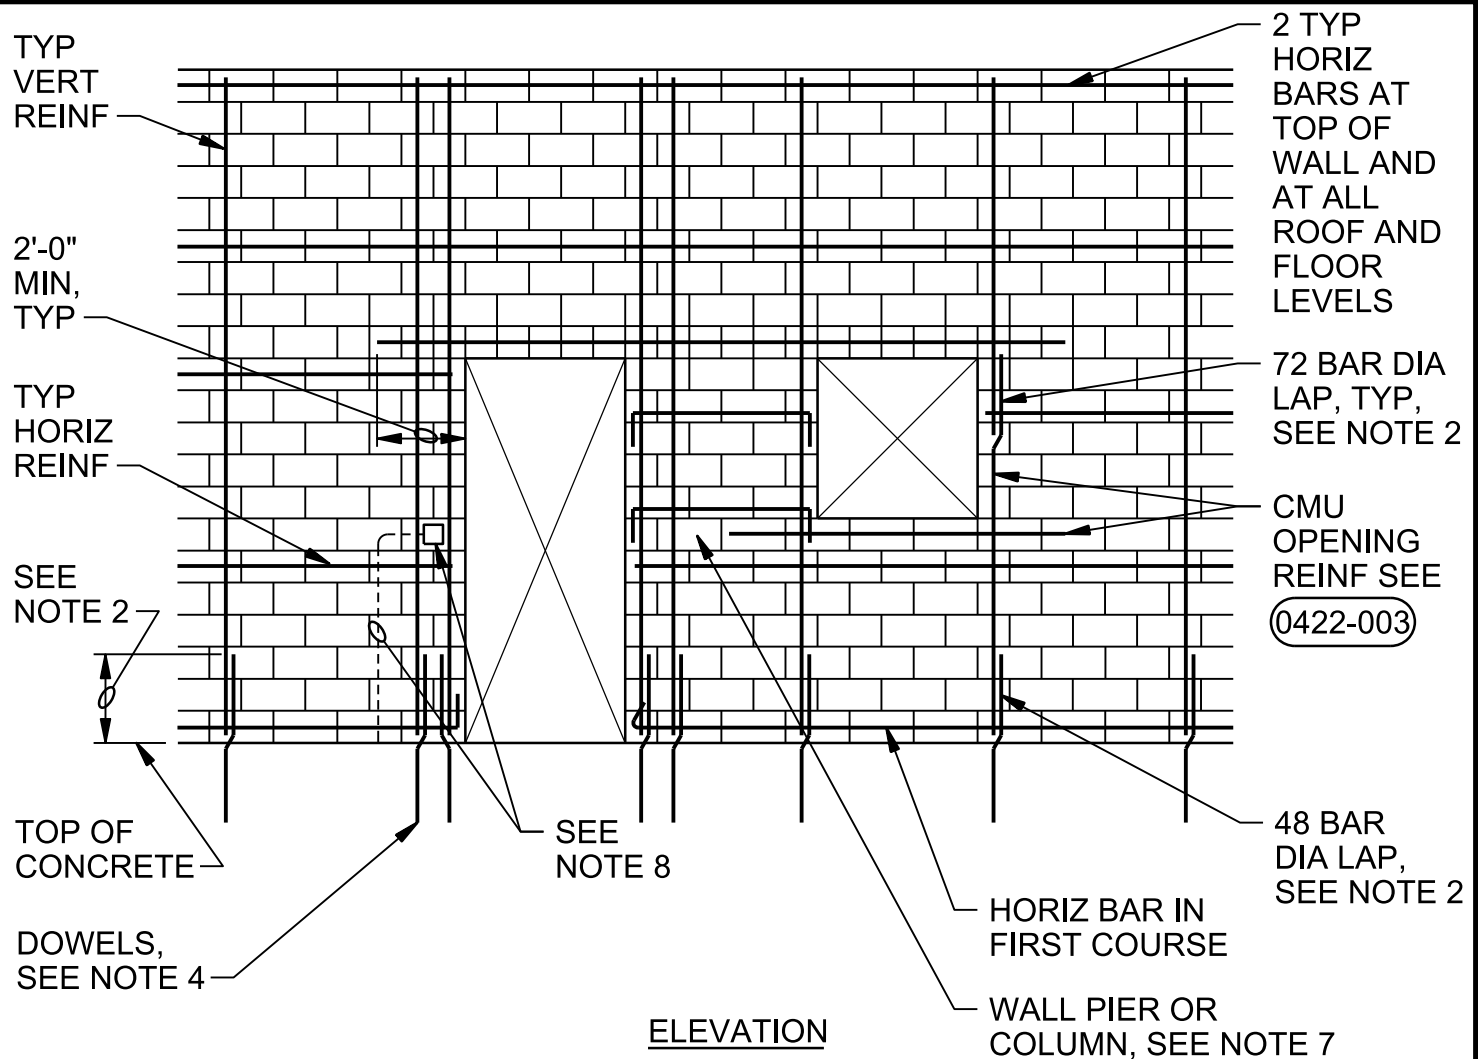 TYP
VERT
REINF
2'-0"
MIN,
TYP
TYP
HORIZ
REINF
SEE
NOTE 2
TOP OF
CONCRETE
DOWELS,
SEE NOTE 4
SEE
NOTE 8
2 TYP
HORIZ
BARS AT
TOP OF
WALL AND
AT ALL
ROOF AND
FLOOR
LEVELS
72 BAR DIA
LAP, TYP,
SEE NOTE 2
CMU
OPENING
REINF SEE
0422-003
48 BAR
DIA LAP,
SEE NOTE 2
HORIZ BAR IN
FIRST COURSE
WALL PIER OR
COLUMN, SEE NOTE 7
ELEVATION